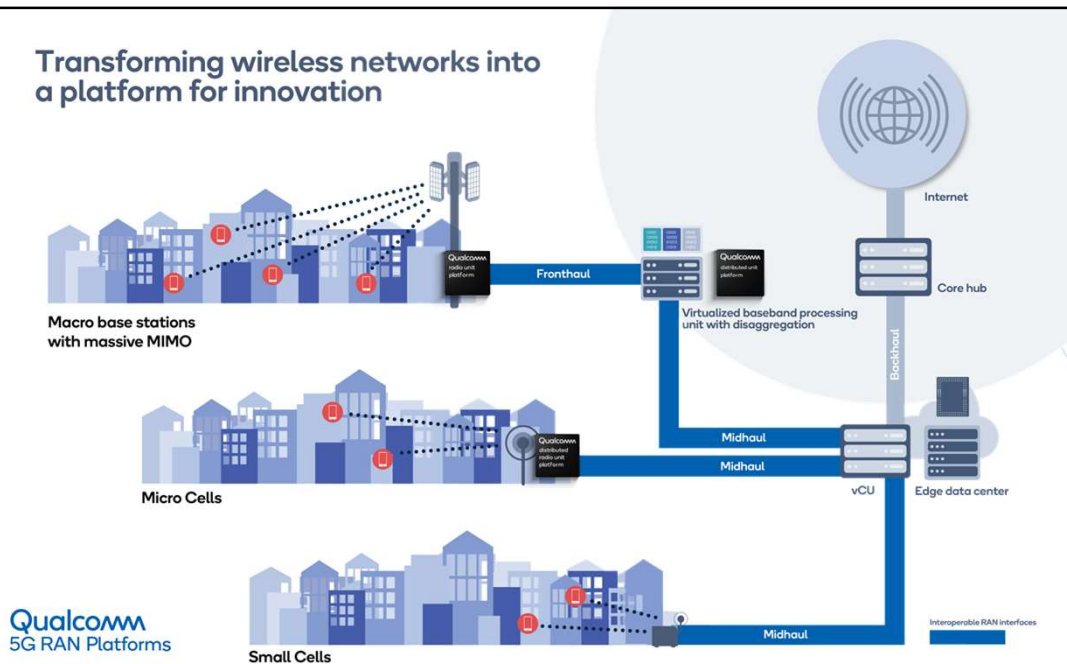 Transforming wireless networks into
a platform for innovation
Internet
Core hub
Backhaul
Qualcomm
radio unit
platform
Fronthaul
Qualcomm
distributed unit
platform
Virtualized baseband processing
unit with disaggregation
Macro base stations
with massive MIMO
Midhaul
Qualcomm
distributed
radio unit
platform
Midhaul
vCU
Edge data center
Micro Cells
Midhaul
Small Cells
Interoperable RAN interfaces
Qualcomm
5G RAN Platforms